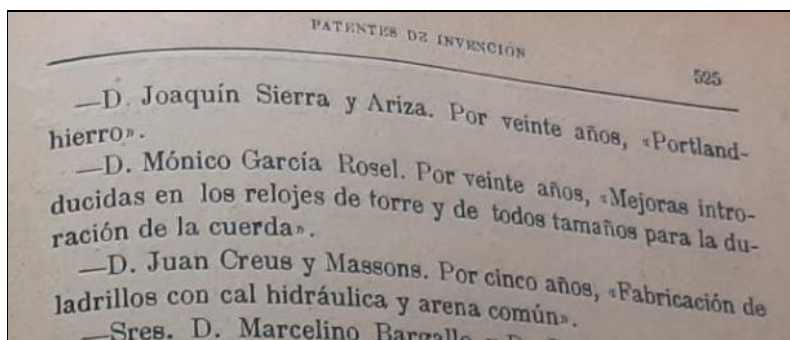 PATENTES DE INVENCIÓN
525
—D. Joaquín Sierra y Ariza. Por veinte años, «Portland-
hierro».
—D. Mónico García Rosel. Por veinte años, «Mejoras intro-
ducidas en los relojes de torre y de todos tamaños para la du-
ración de la cuerda».
—D. Juan Creus y Massons. Por cinco años, «Fabricación de
ladrillos con cal hidráulica y arena común».
—Sres. D. Marcelino Bargallo